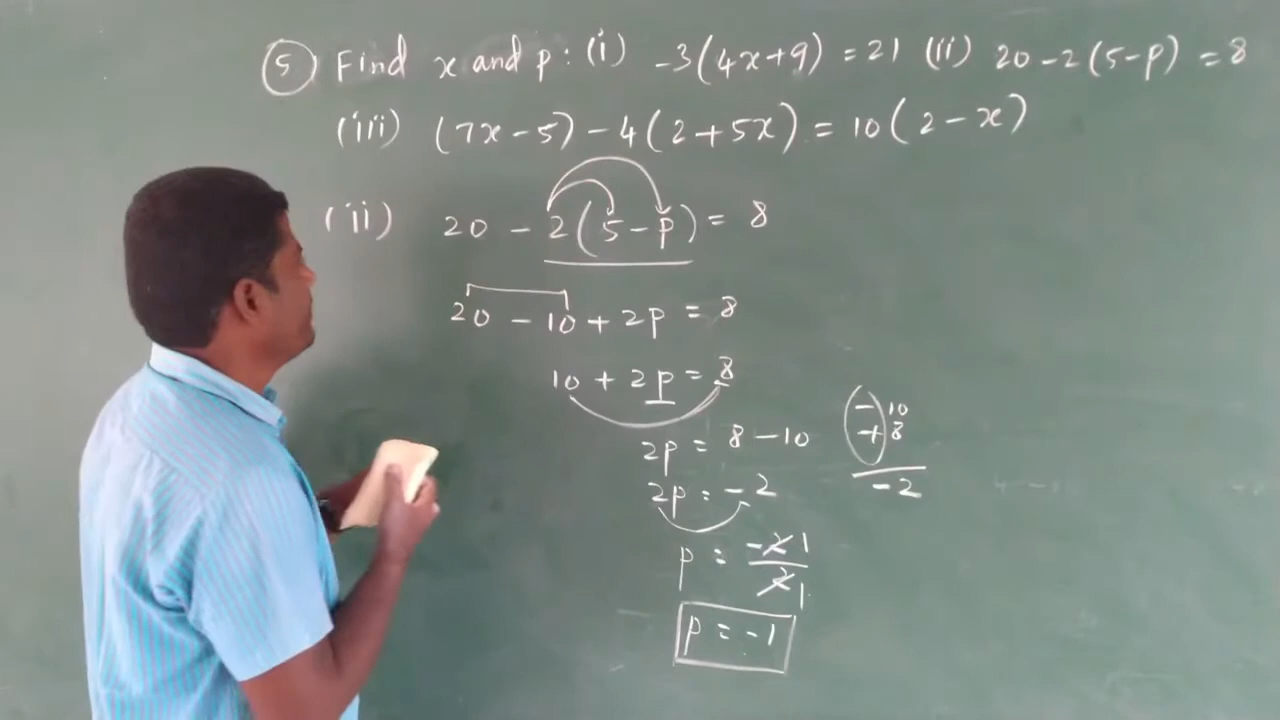 5 Find x and p: (i) -3(4x+9) = 21 (ii) 20-2(5-p) = 8
(iii) (7x-5)-4(2+5x) = 10(2-x)
(ii) 20 - 2(5-p) = 8
20 - 10 + 2p = 8
10 + 2p = 8
2p = 8 - 10
- 10
+ 8
-2
2p = -2
p = -2 1
2 1
p = -1